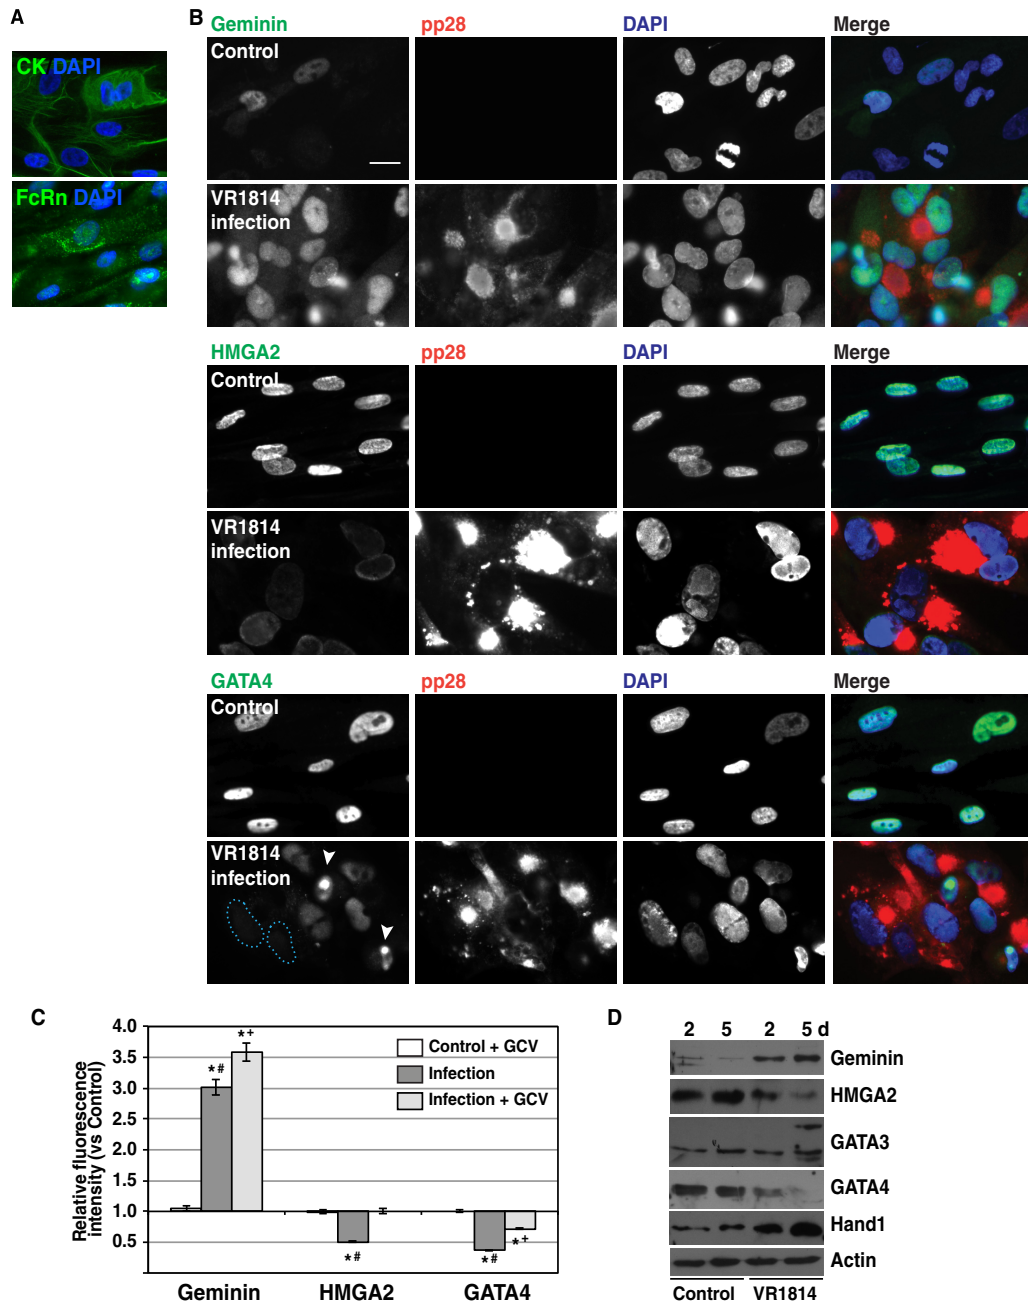 A
CK DAPI
FcRn DAPI
B
Geminin pp28 DAPI Merge
Control
VR1814
infection
HMGA2 pp28 DAPI Merge
Control
VR1814
infection
GATA4 pp28 DAPI Merge
Control
VR1814
infection
C
Relative fluorescence
intensity (vs Control)
4.0
3.5
3.0
2.5
2.0
1.5
1.0
0.5
*#
*+
*#
*#
*+
Control + GCV
Infection
Infection + GCV
Geminin HMGA2 GATA4
D
2 5 2 5 d
Geminin
HMGA2
GATA3
GATA4
Hand1
Actin
Control VR1814